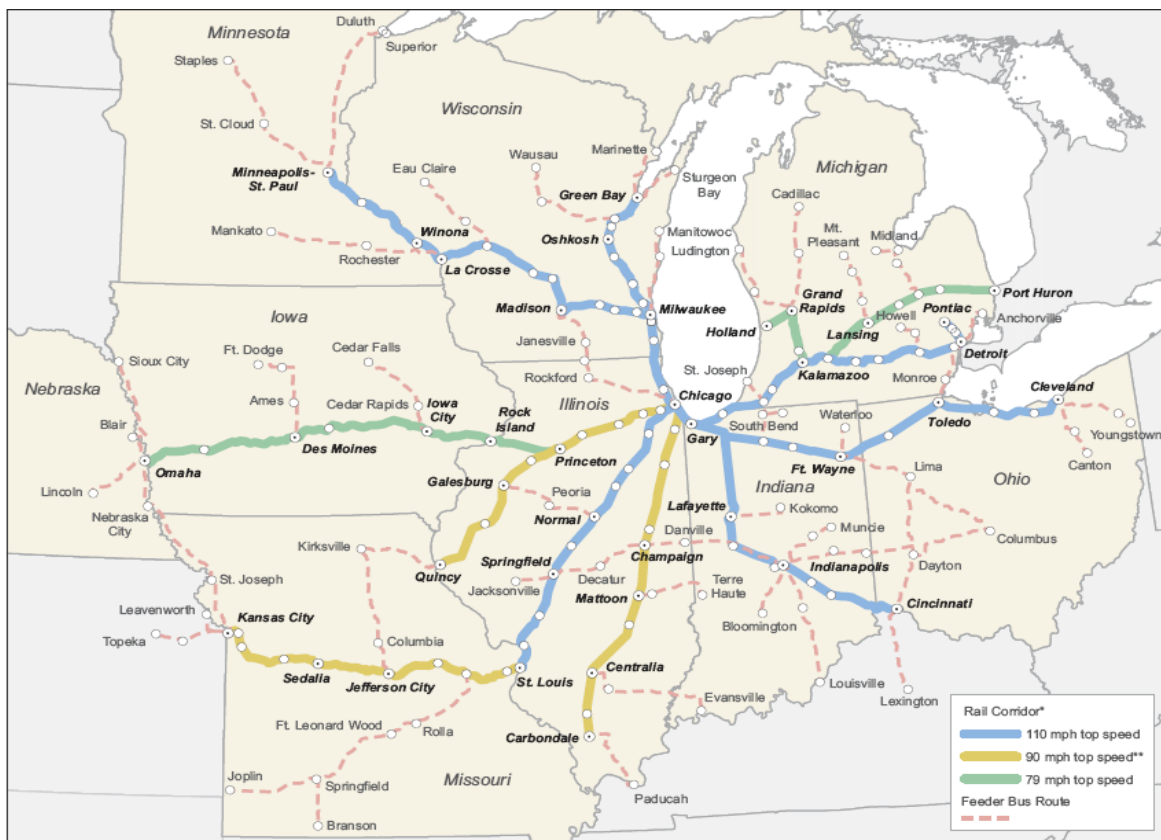 Minnesota
Duluth
Superior
Staples
Wisconsin
St. Cloud
Marinette
Wausau
Michigan
Eau Claire
Sturgeon
Bay
Minneapolis-
St. Paul
Green Bay
Cadillac
Mt.
Pleasant
Midland
Manitowoc
Ludington
Mankato
Winona
Oshkosh
Rochester
La Crosse
Port Huron
Grand
Rapids
Pontiac
Anchorville
Madison
Milwaukee
Howell
Holland
Lansing
Iowa
Janesville
Detroit
Sioux City
Ft. Dodge
Cedar Falls
Kalamazoo
Nebraska
Rockford
St. Joseph
Monroe
Cleveland
Illinois
Chicago
Ames
Cedar Rapids
Iowa
City
Rock
Island
Waterloo
Toledo
Blair
Gary
South Bend
Youngstown
Des Moines
Princeton
Ft. Wayne
Canton
Omaha
Lima
Galesburg
Indiana
Ohio
Lincoln
Peoria
Lafayette
Nebraska
City
Normal
Kokomo
Danville
Muncie
Columbus
Kirksville
Springfield
Champaign
Indianapolis
Quincy
Decatur
Dayton
St. Joseph
Jacksonville
Mattoon
Terre
Haute
Leavenworth
Kansas City
Cincinnati
Bloomington
Topeka
Columbia
Sedalia
Jefferson City
St. Louis
Centralia
Louisville
Lexington
Evansville
Ft. Leonard Wood
Rolla
Carbondale
Joplin
Springfield
Missouri
Paducah
Branson
Rail Corridor*
110 mph top speed
90 mph top speed**
79 mph top speed
Feeder Bus Route